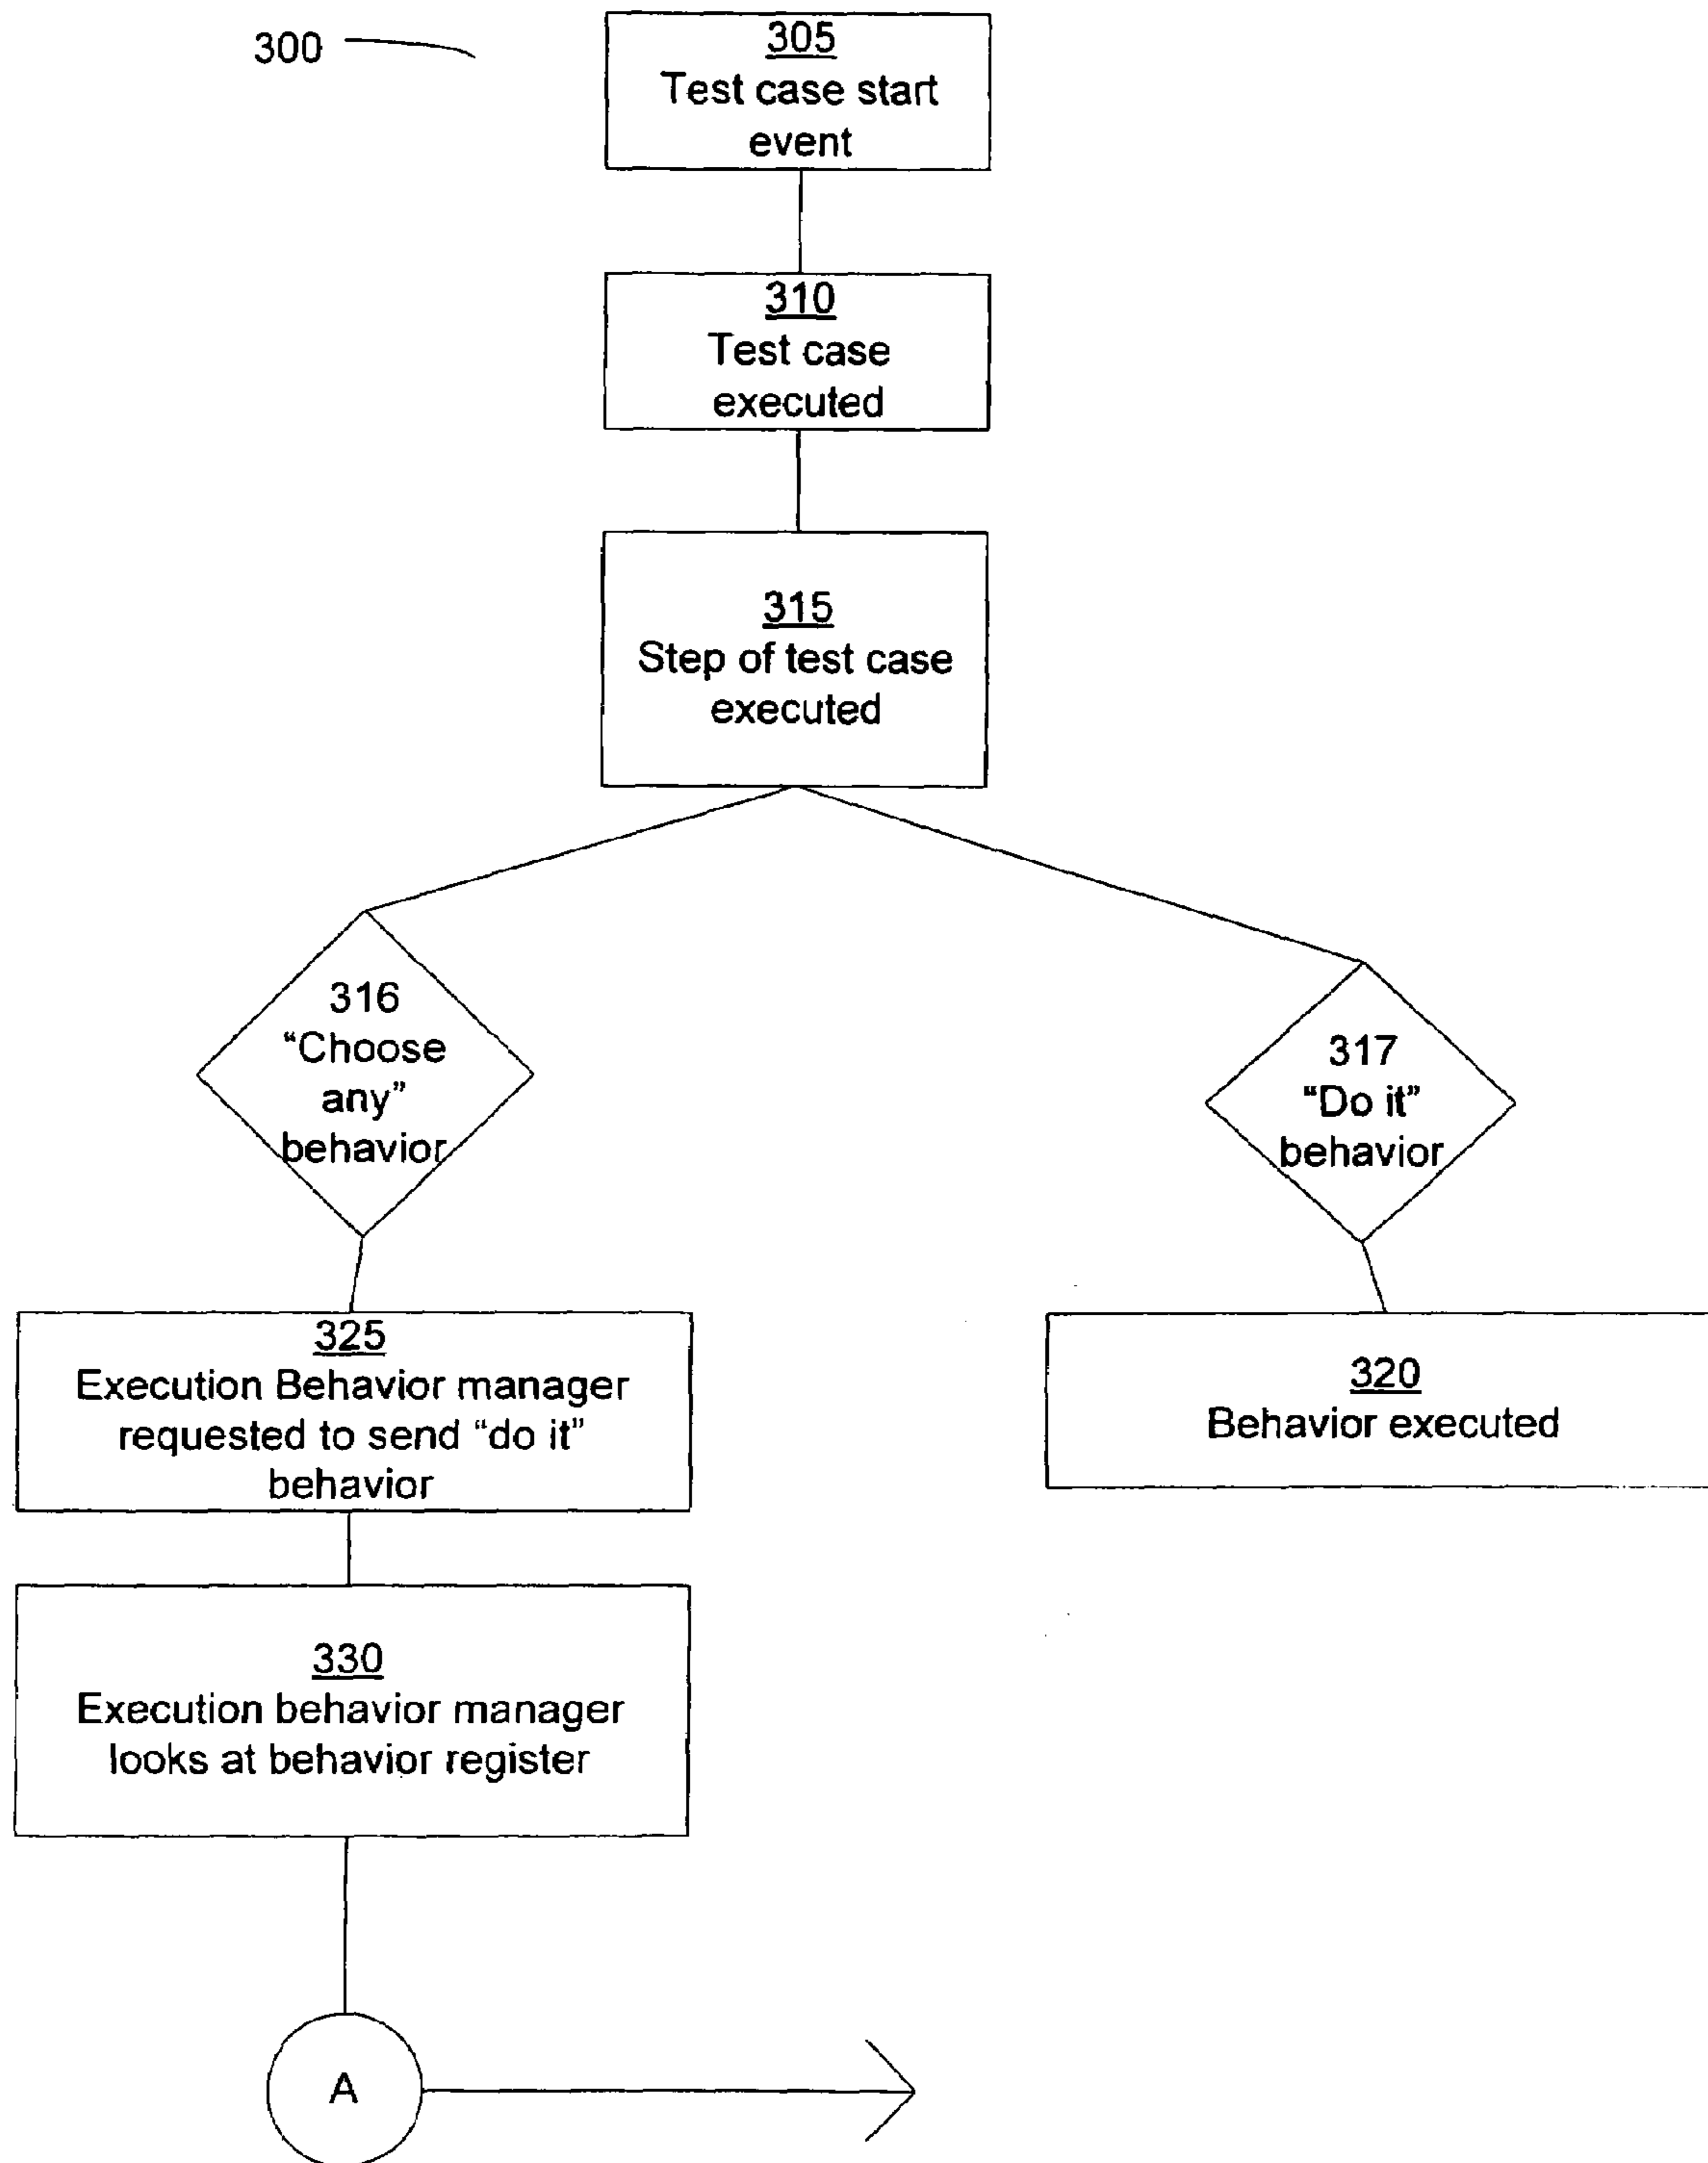 300
305
Test case start
event
310
Test case
executed
315
Step of test case
executed
316
“Choose
any”
behavior
317
“Do it”
behavior
325
Execution Behavior manager
requested to send “do it”
behavior
320
Behavior executed
330
Execution behavior manager
looks at behavior register
A